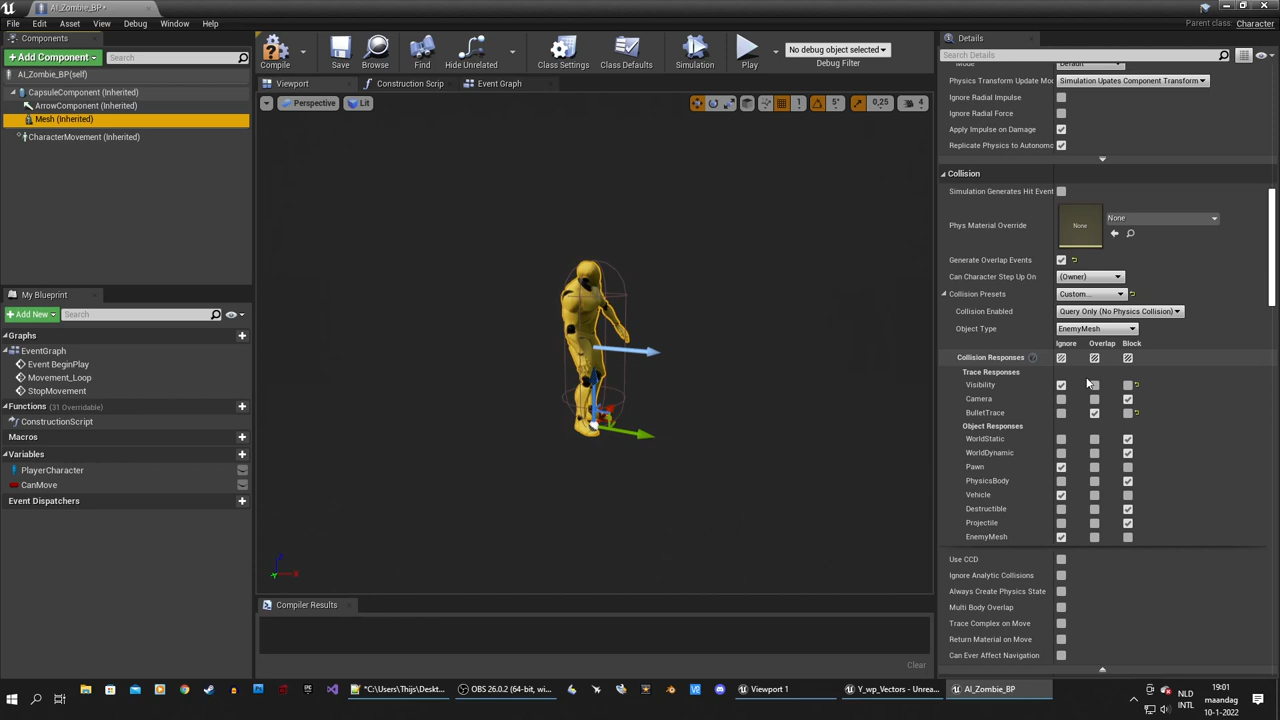 AI_Zombie_BP*
File Edit Asset View Debug Window Help
Parent class: Character
Components
+Add Component
Search
AI_Zombie_BP(self)
CapsuleComponent (Inherited)
ArrowComponent (Inherited)
Mesh (Inherited)
CharacterMovement (Inherited)
Compile
Save
Browse
Find
Hide Unrelated
Class Settings
Class Defaults
Simulation
Play
No debug object selected
Debug Filter
Viewport
Construction Scrip
Event Graph
Perspective
Lit
1
5°
0,25
4
My Blueprint
+Add New
Search
Graphs
EventGraph
Event BeginPlay
Movement_Loop
StopMovement
Functions (31 Overridable)
ConstructionScript
Macros
Variables
PlayerCharacter
CanMove
Event Dispatchers
Compiler Results
Clear
Details
Search Details
Mode
Default
Physics Transform Update Mod
Simulation Upates Component Transform
Ignore Radial Impulse
Ignore Radial Force
Apply Impulse on Damage
Replicate Physics to Autonomo
Collision
Simulation Generates Hit Event
Phys Material Override
None
None
Generate Overlap Events
Can Character Step Up On
(Owner)
Collision Presets
Custom...
Collision Enabled
Query Only (No Physics Collision)
Object Type
EnemyMesh
Ignore Overlap Block
Collision Responses
Trace Responses
Visibility
Camera
BulletTrace
Object Responses
WorldStatic
WorldDynamic
Pawn
PhysicsBody
Vehicle
Destructible
Projectile
EnemyMesh
Use CCD
Ignore Analytic Collisions
Always Create Physics State
Multi Body Overlap
Trace Complex on Move
Return Material on Move
Can Ever Affect Navigation
*C:\Users\Thijs\Deskt...
OBS 26.0.2 (64-bit, wi...
Viewport 1
Y_wp_Vectors - Unrea...
AI_Zombie_BP
NLD
INTL
19:01
maandag
10-1-2022